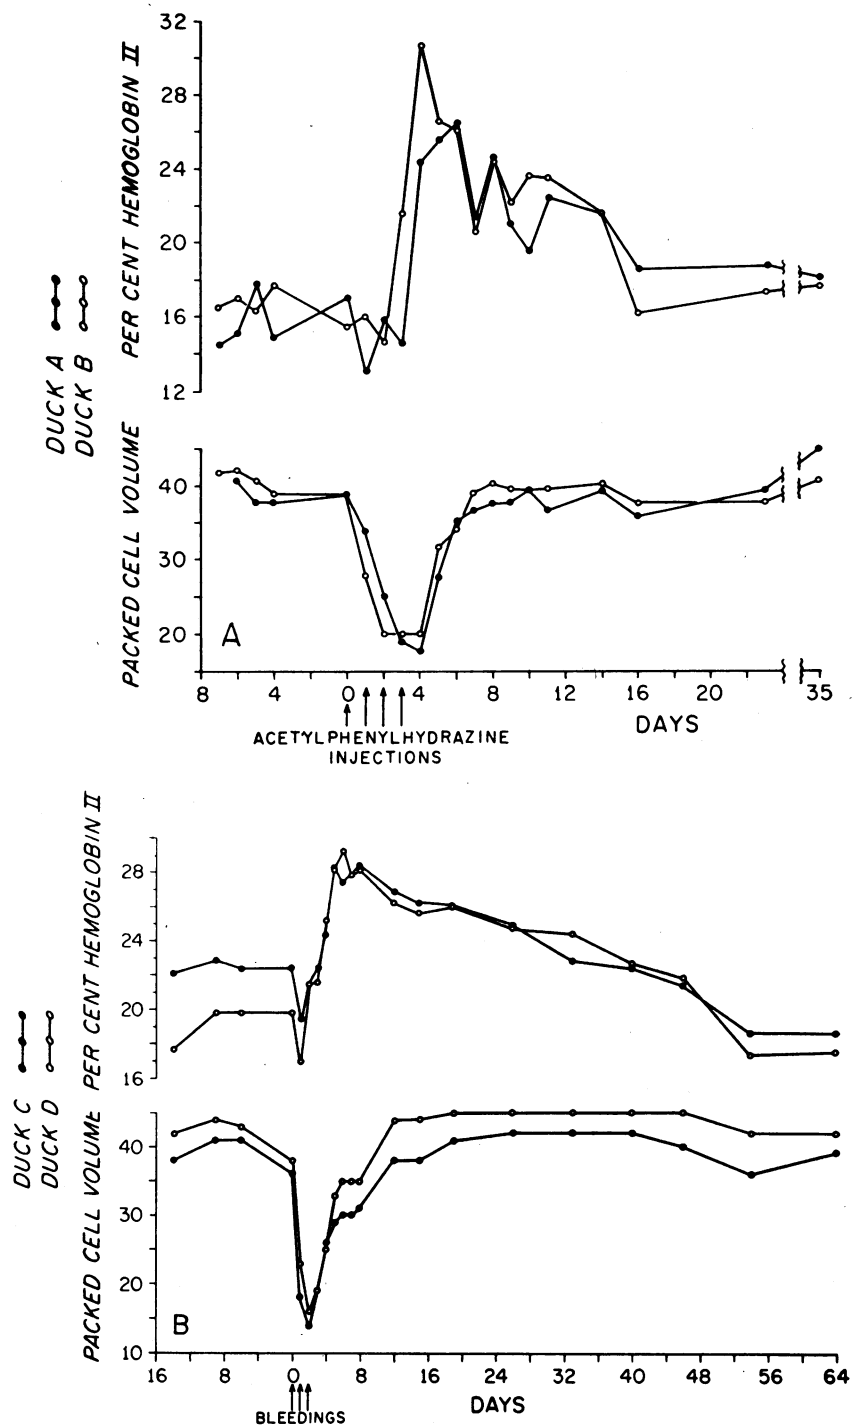 PER CENT HEMOGLOBIN II
32
28
24
20
16
12
DUCK A
DUCK B
PACKED CELL VOLUME
40
30
20
A
8 4 0 4 8 12 16 20 35
DAYS
ACETYLPHENYLHYDRAZINE
INJECTIONS
PER CENT HEMOGLOBIN II
28
24
20
16
DUCK C
DUCK D
PACKED CELL VOLUME
40
30
20
10
B
16 8 0 8 16 24 32 40 48 56 64
DAYS
BLEEDINGS